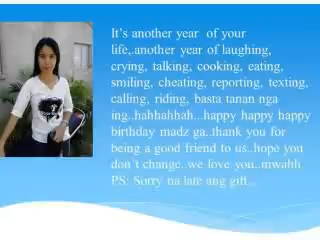 It's another year of your
life,.another year of laughing,
crying, talking, cooking, eating,
smiling, cheating, reporting, texting,
calling, riding, basta tanan nga
ing..hahhahhah...happy happy happy
birthday madz ga..thank you for
being a good friend to us..hope you
don't change..we love you..mwahh
PS: Sorry na late ang gift...